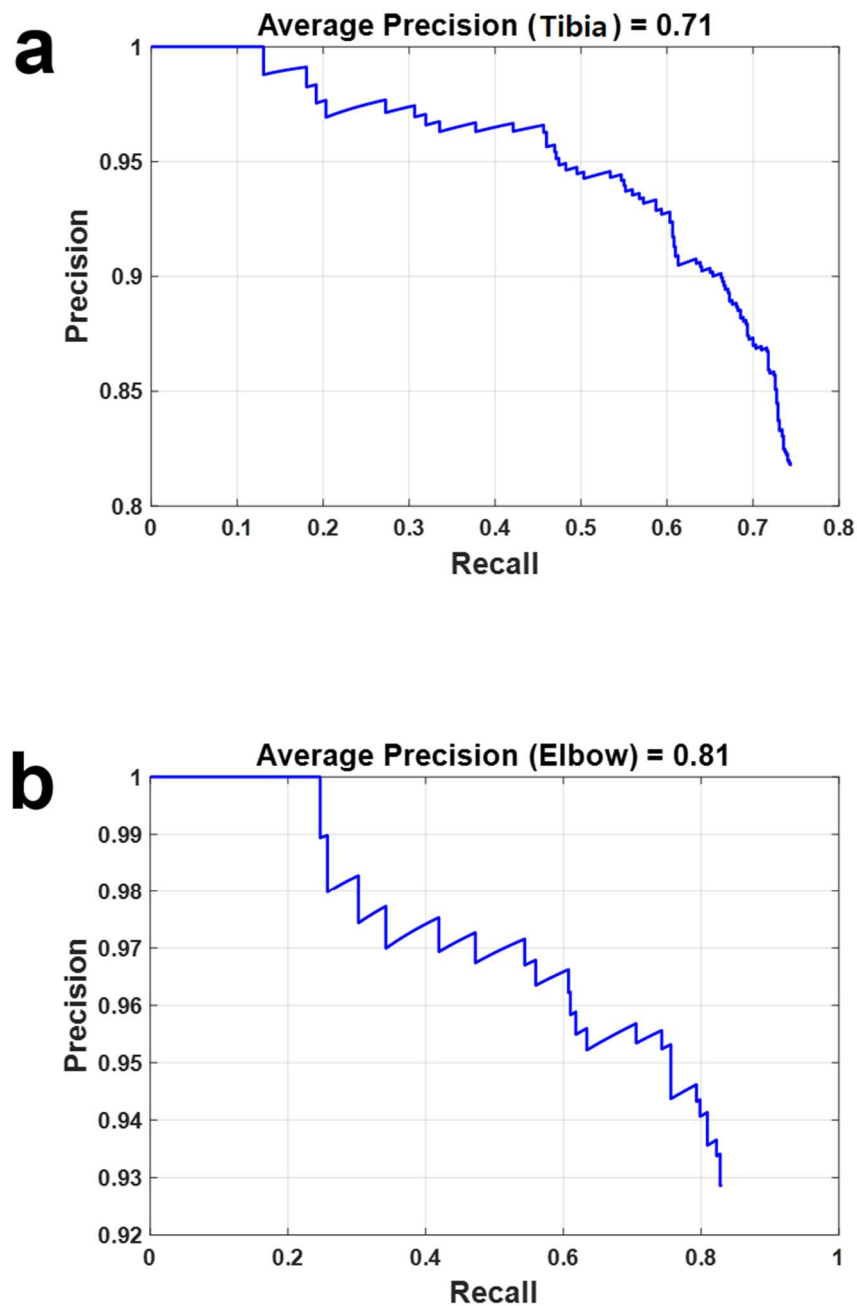 a
Average Precision (Tibia) = 0.71
1
0.95
0.9
0.85
0.8
Precision
0 0.1 0.2 0.3 0.4 0.5 0.6 0.7 0.8
Recall
b
Average Precision (Elbow) = 0.81
1
0.99
0.98
0.97
0.96
0.95
0.94
0.93
0.92
Precision
0 0.2 0.4 0.6 0.8 1
Recall